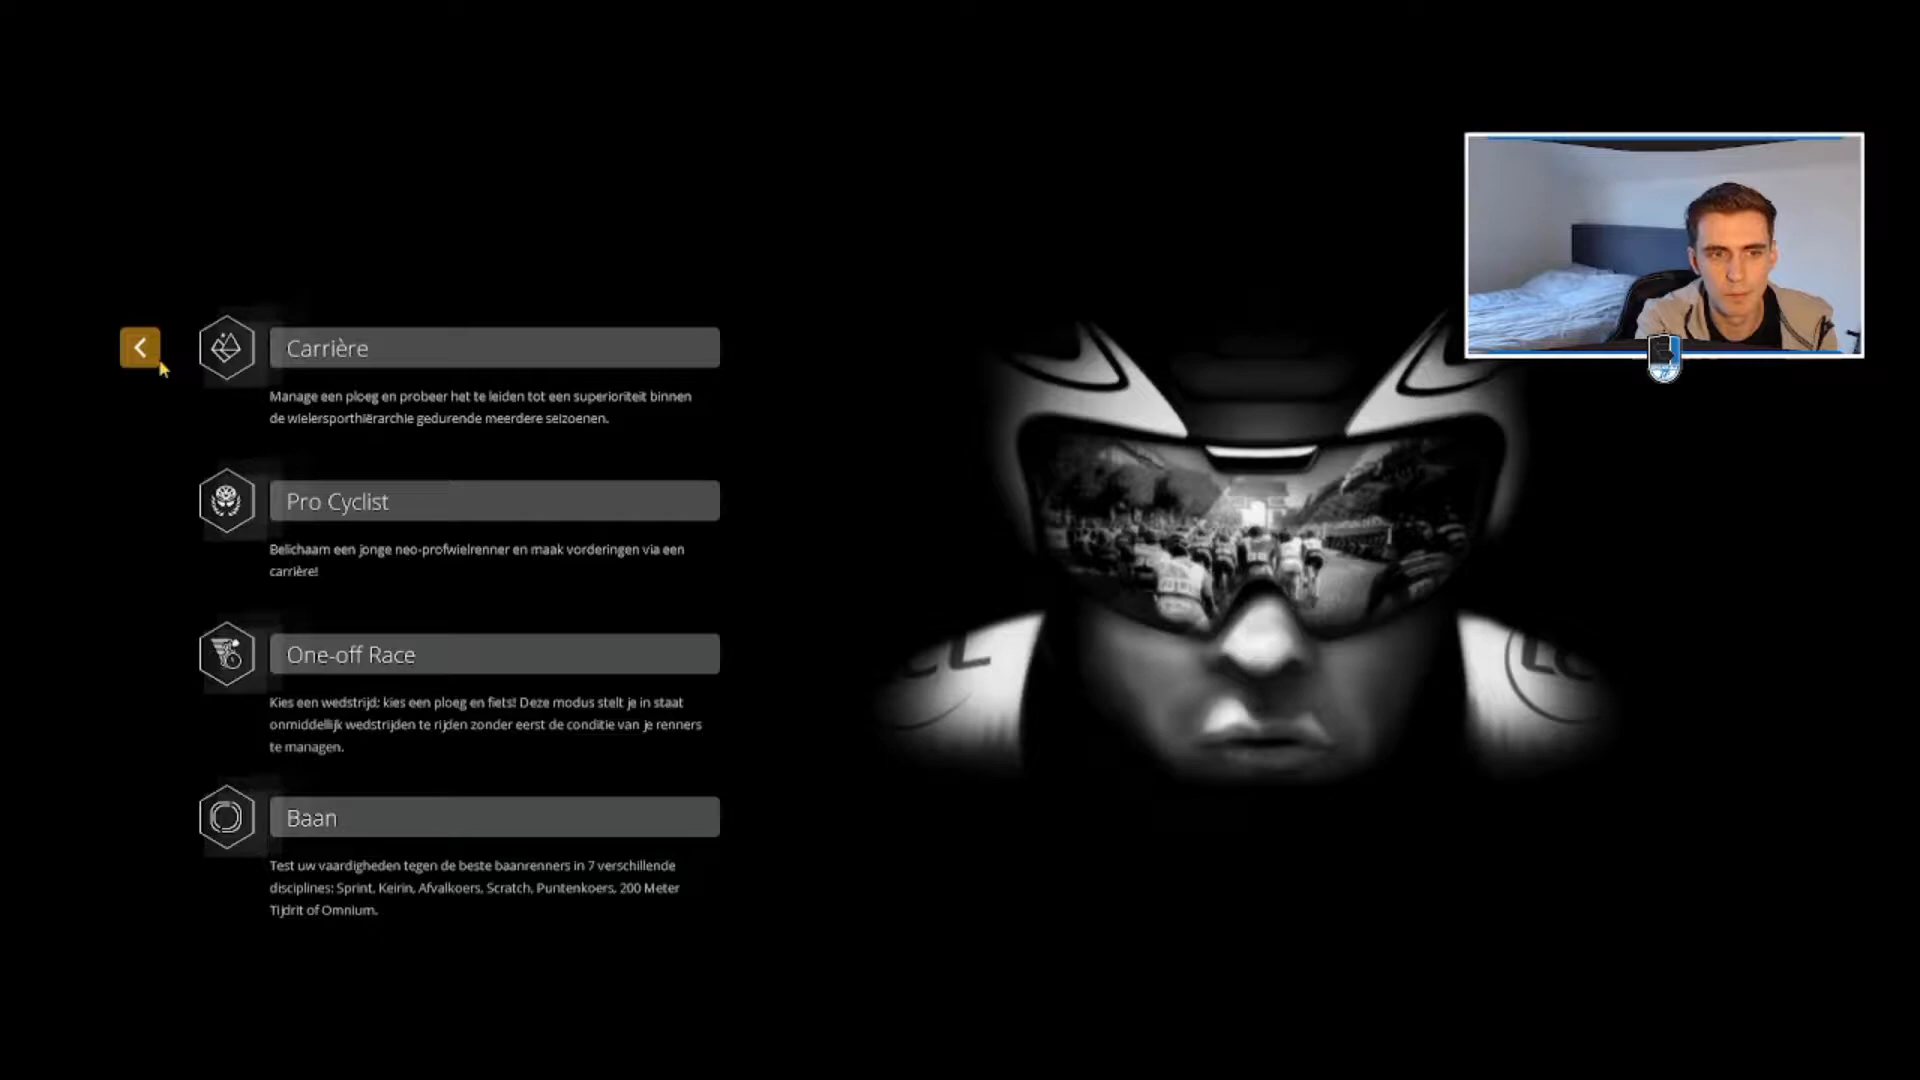 Carrière
Manage een ploeg en probeer het te leiden tot een superioriteit binnen
de wielersporthiërarchie gedurende meerdere seizoenen.
Pro Cyclist
Belichaam een jonge neo-profwielrenner en maak vorderingen via een
carrière!
One-off Race
Kies een wedstrijd; kies een ploeg en fiets! Deze modus stelt je in staat
onmiddellijk wedstrijden te rijden zonder eerst de conditie van je renners
te managen.
Baan
Test uw vaardigheden tegen de beste baanrenners in 7 verschillende
disciplines: Sprint, Keirin, Afvalkoers, Scratch, Puntenkoers, 200 Meter
Tijdrit of Omnium.